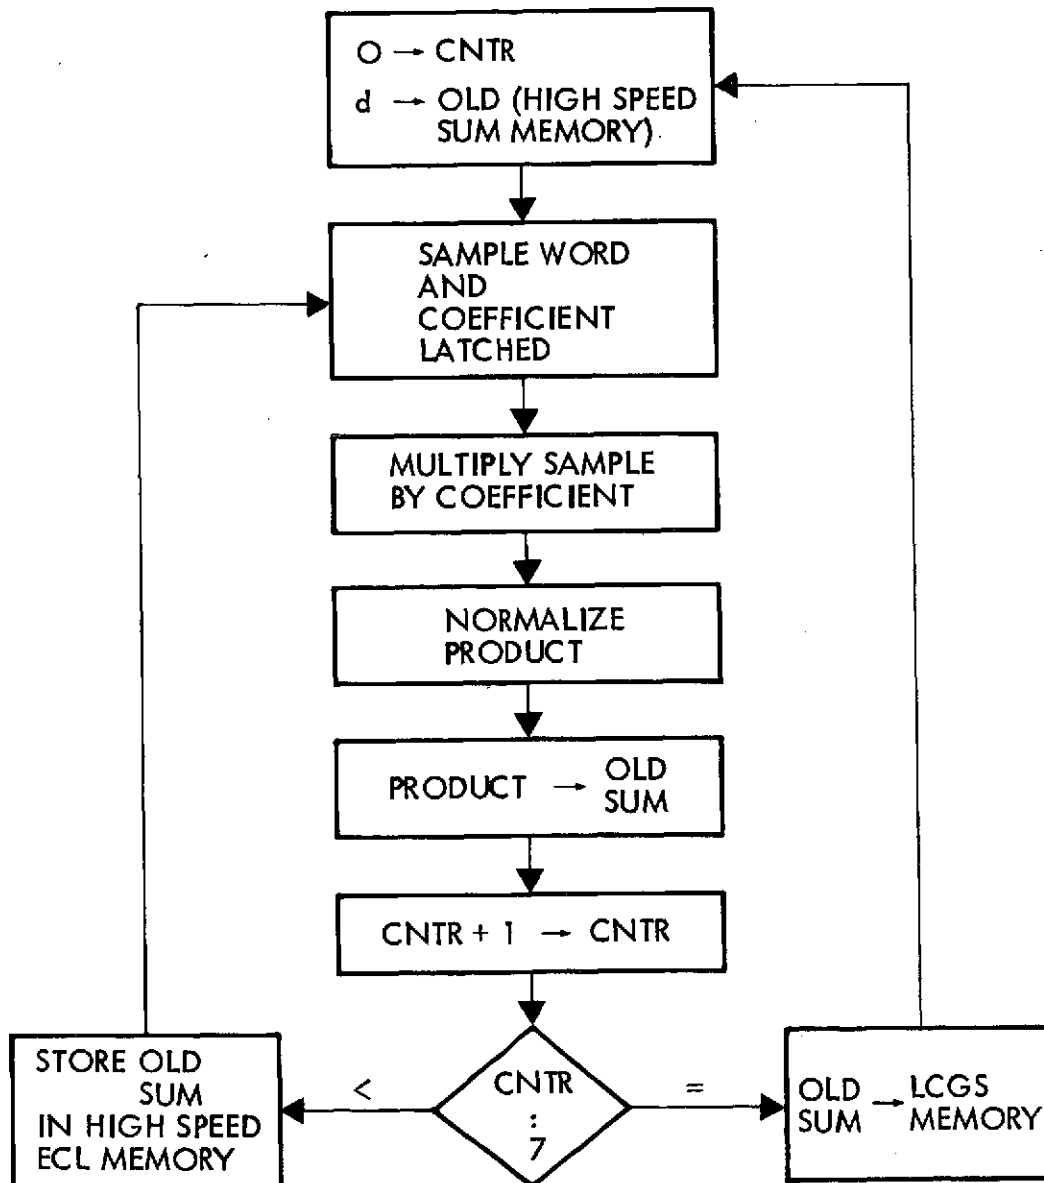 O → CNTR
d → OLD (HIGH SPEED
SUM MEMORY)
SAMPLE WORD
AND
COEFFICIENT
LATCHED
MULTIPLY SAMPLE
BY COEFFICIENT
NORMALIZE
PRODUCT
PRODUCT → OLD
SUM
CNTR + 1 → CNTR
CNTR
:
7
<
=
STORE OLD
SUM
IN HIGH SPEED
ECL MEMORY
OLD → LCGS
SUM MEMORY